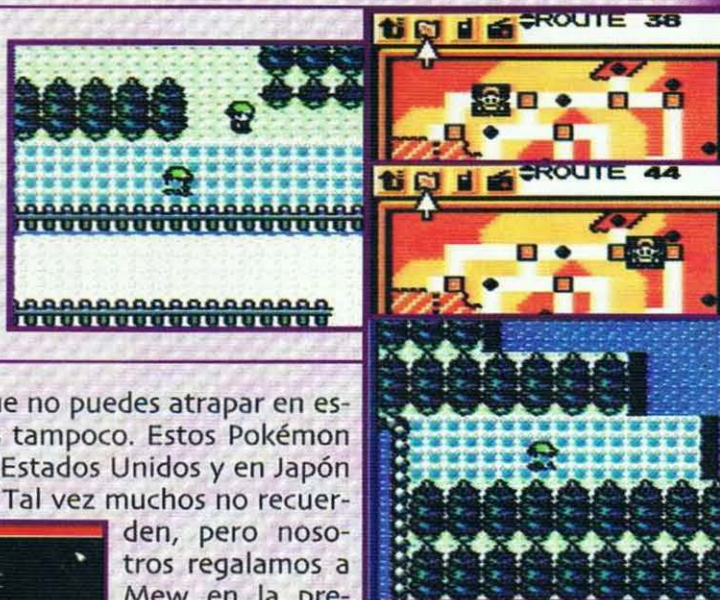 ROUTE 38
ROUTE 44
ue no puedes atrapar en es-
tampoco. Estos Pokémon
Estados Unidos y en Japón
Tal vez muchos no recuer-
den, pero noso-
tros regalamos a
Mew en la pre-